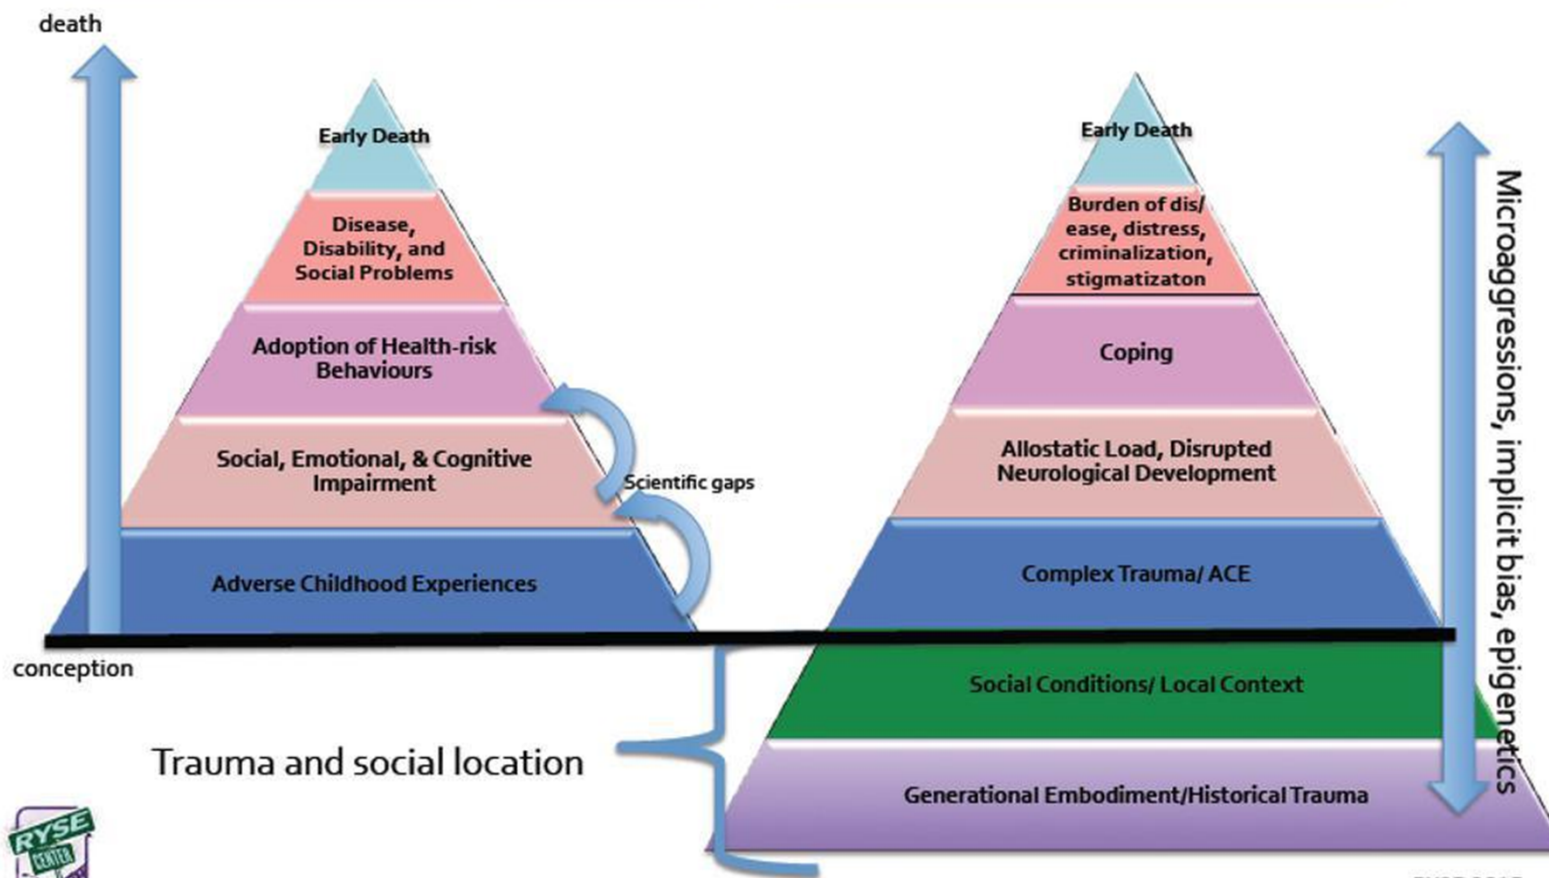 death
Early Death
Disease,
Disability, and
Social Problems
Adoption of Health-risk
Behaviours
Social, Emotional, & Cognitive
Impairment
Scientific gaps
Adverse Childhood Experiences
conception
Early Death
Burden of dis/
ease, distress,
criminalization,
stigmatizaton
Coping
Allostatic Load, Disrupted
Neurological Development
Complex Trauma/ ACE
Social Conditions/ Local Context
Generational Embodiment/Historical Trauma
Microaggressions, implicit bias, epigenetics
Trauma and social location
RYSE
CENTER